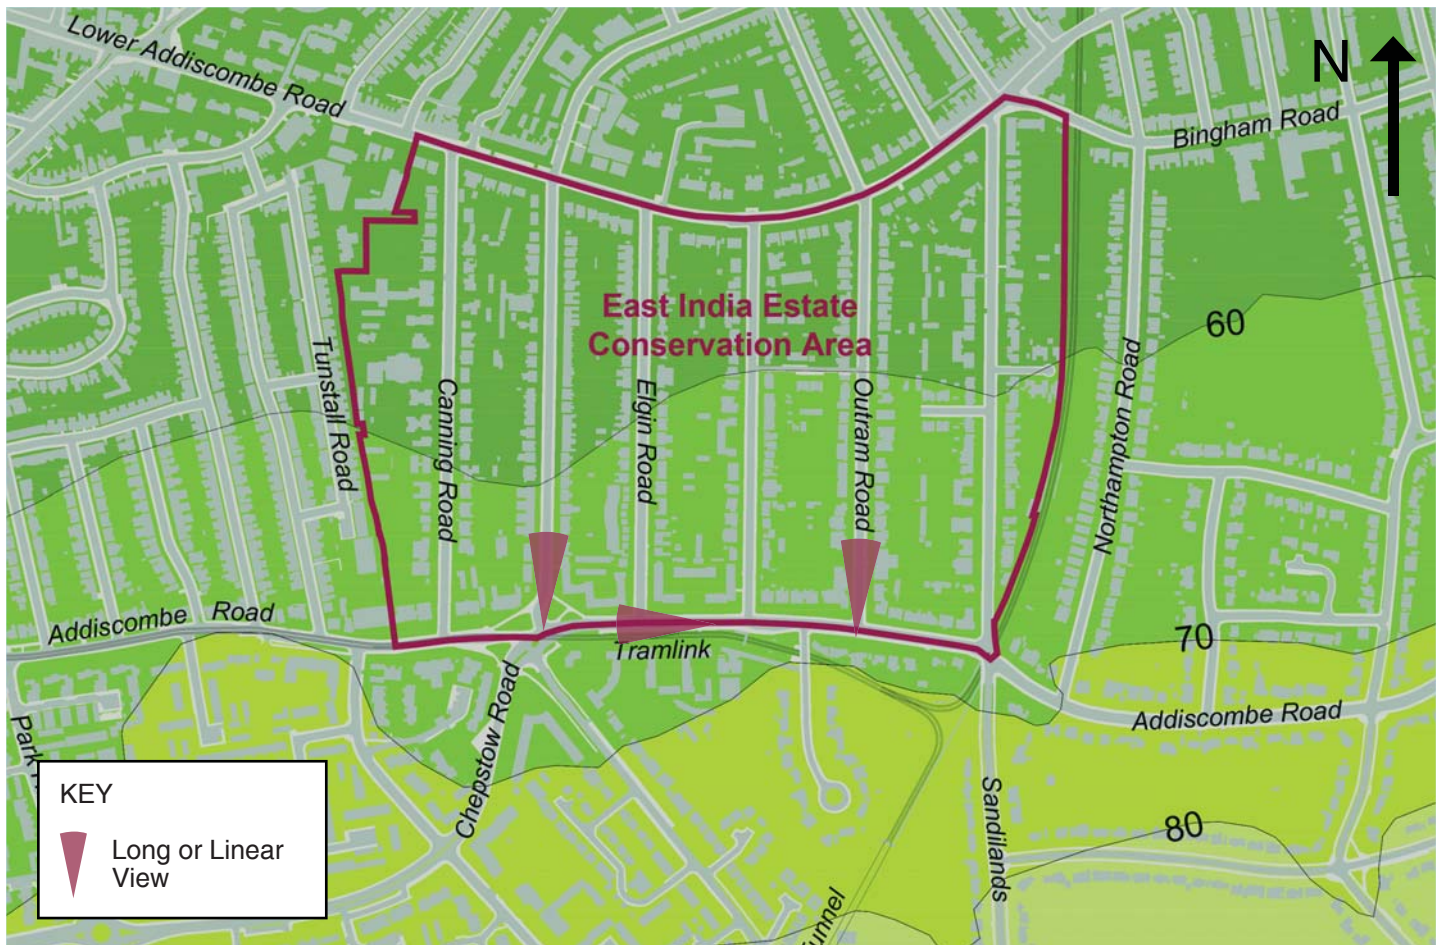 Lower Addiscombe Road
N
Bingham Road
East India Estate
Conservation Area
60
Tunstall Road
Canning Road
Elgin Road
Outram Road
Northampton Road
Addiscombe Road
Tramlink
70
Addiscombe Road
Park
Chepstow Road
Sandilands
80
KEY
Long or Linear
View